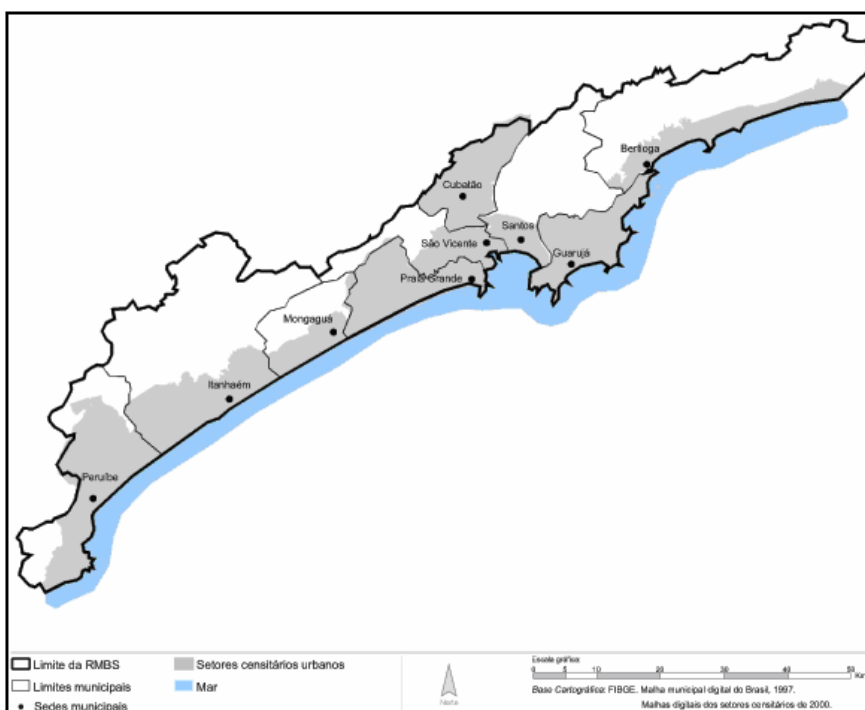 Bertioga
Cubatão
Santos
São Vicente
Guarujá
Praia Grande
Mongaguá
Itanhaém
Peruíbe
Limite da RMBS
Setores censitários urbanos
Limites municipais
Mar
Sedes municipais
Norte
Escala gráfica:
0 5 10 20 30 40 50
Km
Base Cartográfica: FIBGE. Malha municipal digital do Brasil, 1997.
Malhas digitais dos setores censitários de 2000.